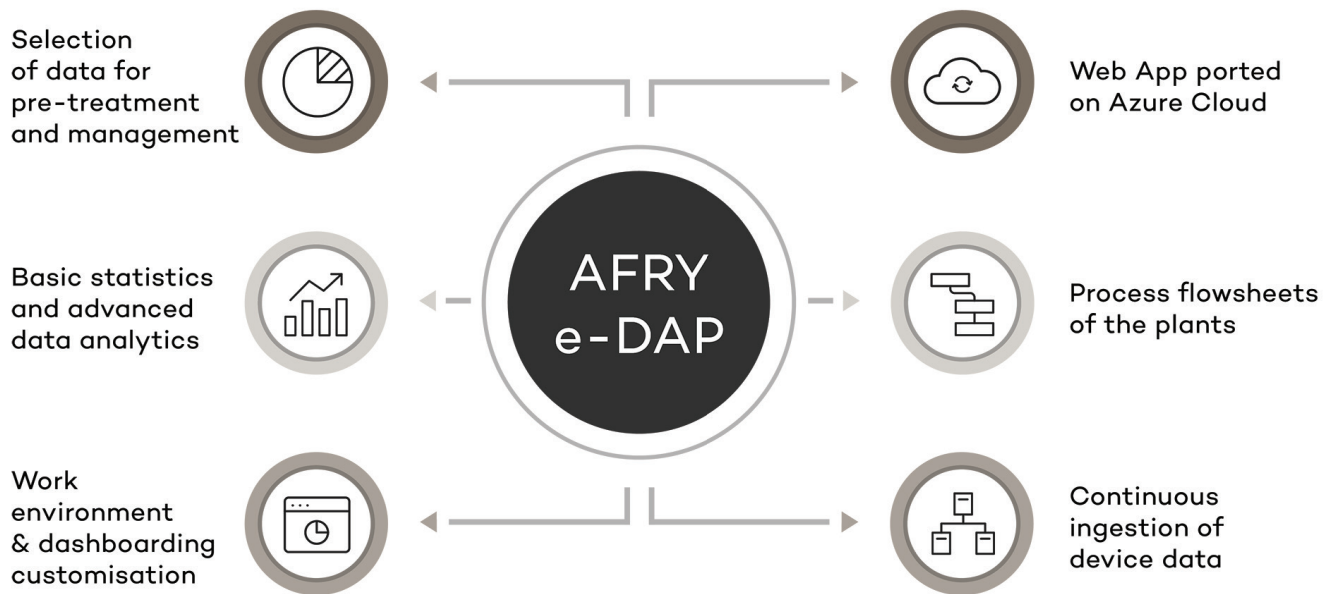 Selection
of data for
pre-treatment
and management
Basic statistics
and advanced
data analytics
Work
environment
& dashboarding
customisation
AFRY
e-DAP
Web App ported
on Azure Cloud
Process flowsheets
of the plants
Continuous
ingestion of
device data